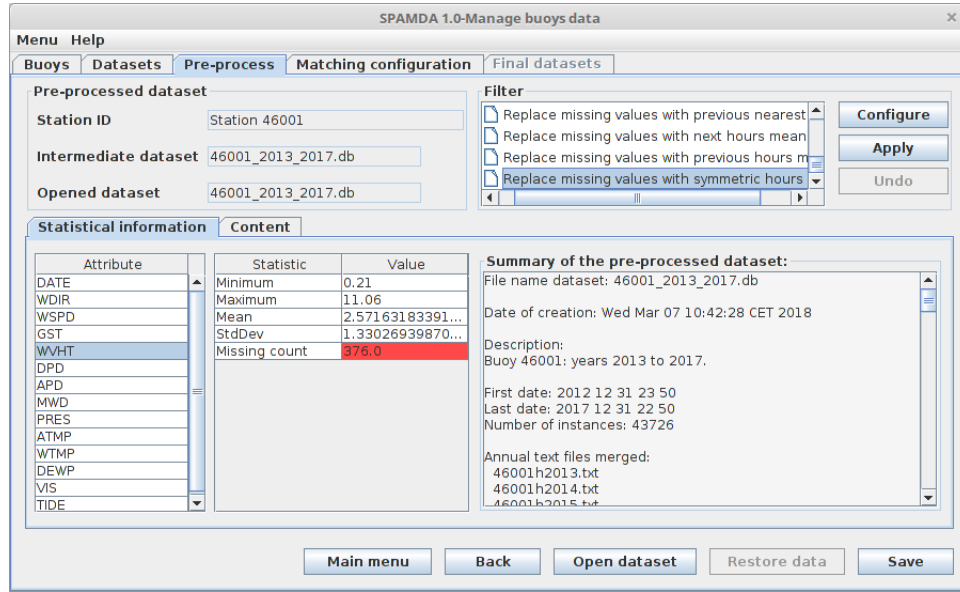 SPAMDA 1.0-Manage buoys data ×
Menu Help
Buoys Datasets Pre-process Matching configuration Final datasets
Pre-processed dataset
Station ID Station 46001
Intermediate dataset 46001_2013_2017.db
Opened dataset 46001_2013_2017.db
Filter
Replace missing values with previous nearest
Replace missing values with next hours mean
Replace missing values with previous hours m
Replace missing values with symmetric hours
Configure
Apply
Undo
Statistical information Content
Attribute
DATE
WDIR
WSPD
GST
WVHT
DPD
APD
MWD
PRES
ATMP
WTMP
DEWP
VIS
TIDE
Statistic Value
Minimum 0.21
Maximum 11.06
Mean 2.57163183391...
StdDev 1.33026939870...
Missing count 376.0
Summary of the pre-processed dataset:
File name dataset: 46001_2013_2017.db
Date of creation: Wed Mar 07 10:42:28 CET 2018
Description:
Buoy 46001: years 2013 to 2017.
First date: 2012 12 31 23 50
Last date: 2017 12 31 22 50
Number of instances: 43726
Annual text files merged:
46001h2013.txt
46001h2014.txt
46001h2015.txt
Main menu Back Open dataset Restore data Save